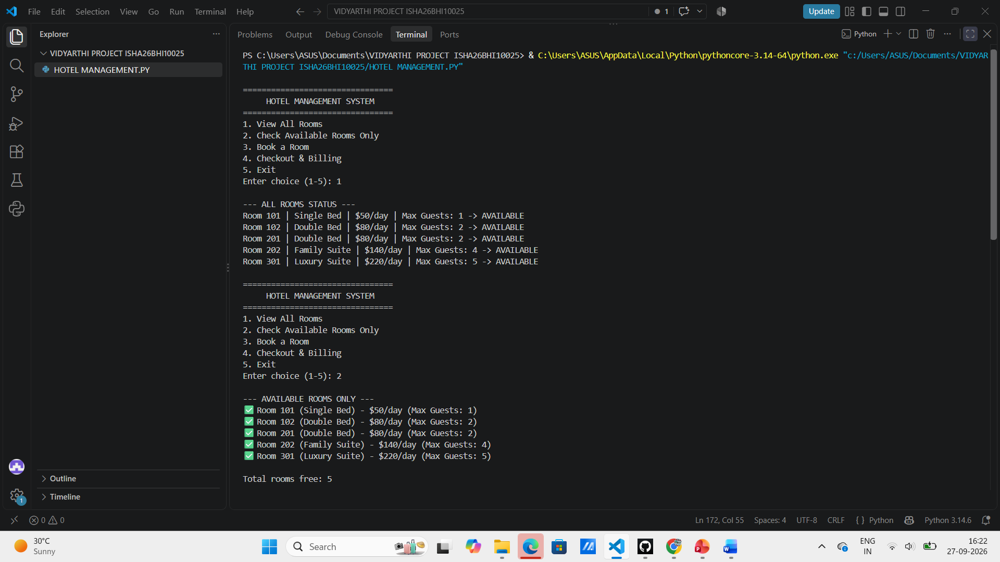 File Edit Selection View Go Run Terminal Help
VIDYARTHI PROJECT ISHA26BHI10025
1
Update
Explorer
VIDYARTHI PROJECT ISHA26BHI10025
HOTEL MANAGEMENT.PY
Outline
Timeline
Problems Output Debug Console Terminal Ports
Python
PS C:\Users\ASUS\Documents\VIDYARTHI PROJECT ISHA26BHI10025> & C:\Users\ASUS\AppData\Local\Python\pythoncore-3.14-64\python.exe "c:/Users/ASUS/Documents/VIDYAR
THI PROJECT ISHA26BHI10025/HOTEL MANAGEMENT.PY"
================================
HOTEL MANAGEMENT SYSTEM
================================
1. View All Rooms
2. Check Available Rooms Only
3. Book a Room
4. Checkout & Billing
5. Exit
Enter choice (1-5): 1
--- ALL ROOMS STATUS ---
Room 101 | Single Bed | $50/day | Max Guests: 1 -> AVAILABLE
Room 102 | Double Bed | $80/day | Max Guests: 2 -> AVAILABLE
Room 201 | Double Bed | $80/day | Max Guests: 2 -> AVAILABLE
Room 202 | Family Suite | $140/day | Max Guests: 4 -> AVAILABLE
Room 301 | Luxury Suite | $220/day | Max Guests: 5 -> AVAILABLE
================================
HOTEL MANAGEMENT SYSTEM
================================
1. View All Rooms
2. Check Available Rooms Only
3. Book a Room
4. Checkout & Billing
5. Exit
Enter choice (1-5): 2
--- AVAILABLE ROOMS ONLY ---
✅ Room 101 (Single Bed) - $50/day (Max Guests: 1)
✅ Room 102 (Double Bed) - $80/day (Max Guests: 2)
✅ Room 201 (Double Bed) - $80/day (Max Guests: 2)
✅ Room 202 (Family Suite) - $140/day (Max Guests: 4)
✅ Room 301 (Luxury Suite) - $220/day (Max Guests: 5)
Total rooms free: 5
1
0 0
Ln 172, Col 55 Spaces: 4 UTF-8 CRLF { } Python Python 3.14.6
30°C
Sunny
Search
ENG
IN
16:22
27-09-2026